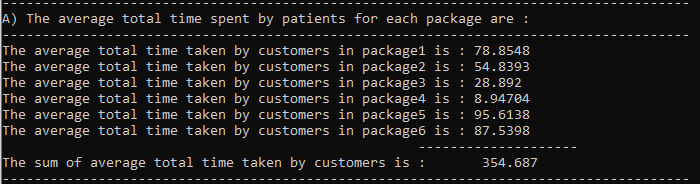 A) The average total time spent by patients for each package are :
The average total time taken by customers in package1 is : 78.8548
The average total time taken by customers in package2 is : 54.8393
The average total time taken by customers in package3 is : 28.892
The average total time taken by customers in package4 is : 8.94704
The average total time taken by customers in package5 is : 95.6138
The average total time taken by customers in package6 is : 87.5398
--------------------
The sum of average total time taken by customers is : 354.687